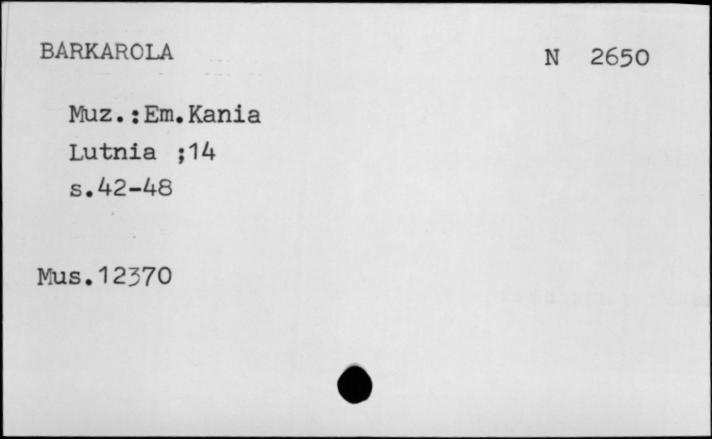 BARKAROLA N 2650
Muz.:Em.Kania
Lutnia ;14
s.42-48
Mus.12370